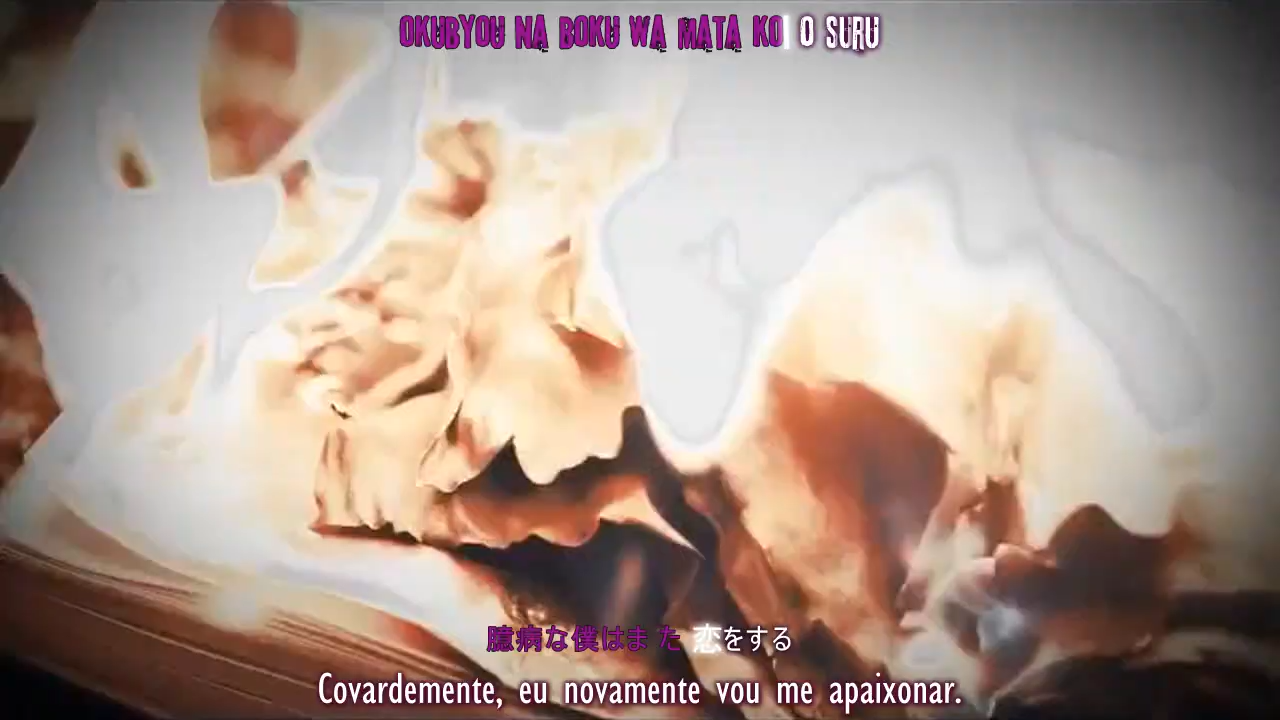 OKUBYOU NA BOKU WA MATA KOI O SURU
臆病な僕はまた 恋をする
Covardemente, eu novamente vou me apaixonar.